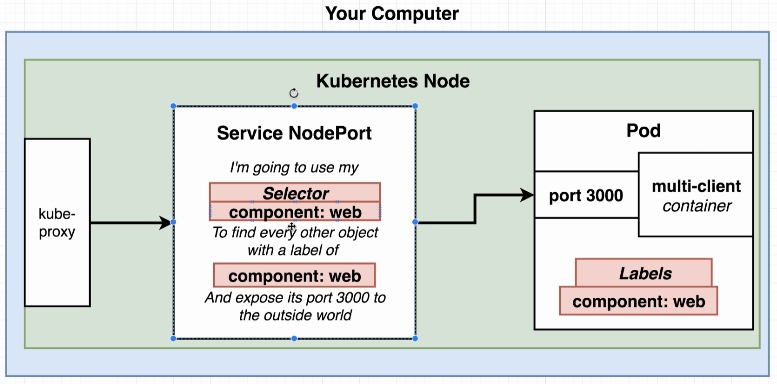 Your Computer
Kubernetes Node
kube-
proxy
Service NodePort
I'm going to use my
Selector
component: web
To find every other object
with a label of
component: web
And expose its port 3000 to
the outside world
Pod
port 3000
multi-client
container
Labels
component: web